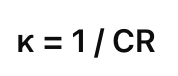 κ = 1 / CR